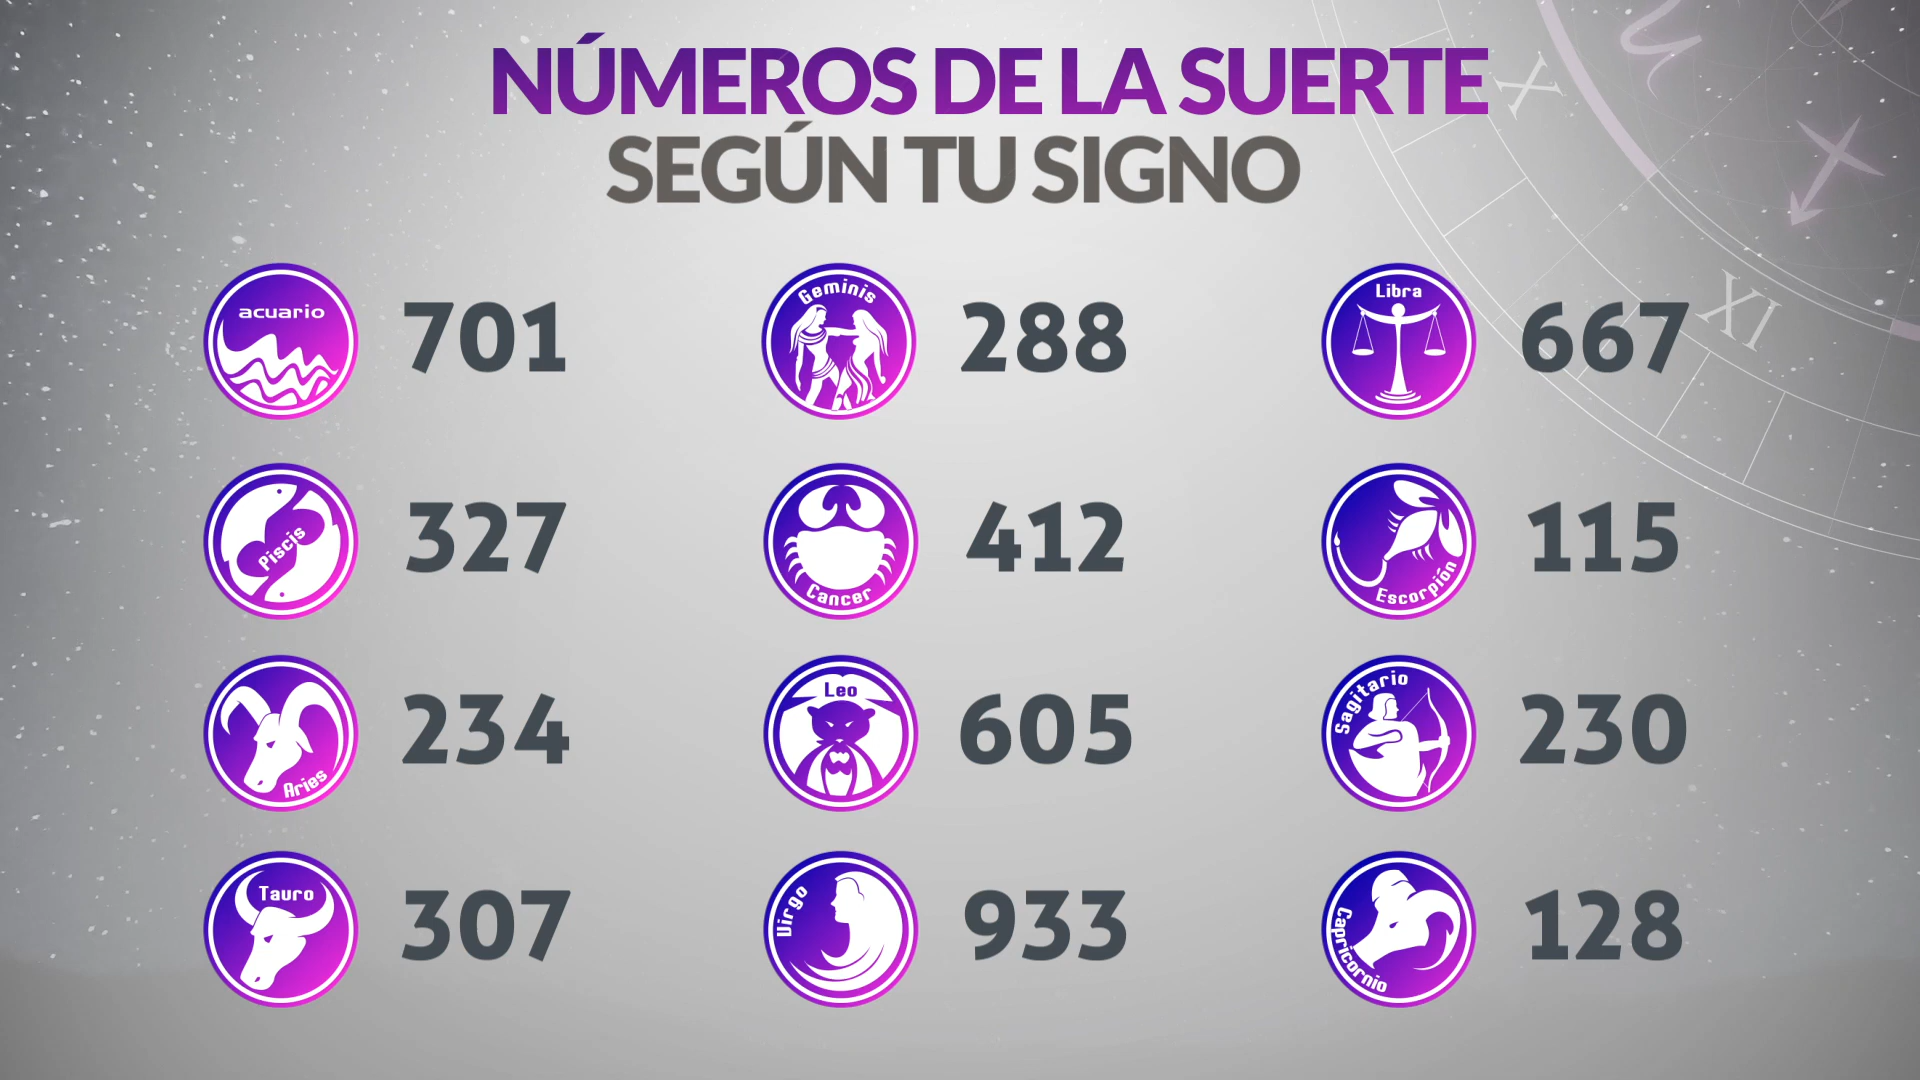 NÚMEROS DE LA SUERTE
SEGÚN TU SIGNO
acuario 701
Geminis 288
Libra 667
Piscis 327
Cancer 412
Escorpión 115
Aries 234
Leo 605
Sagitario 230
Tauro 307
Virgo 933
Capricornio 128
X
XI